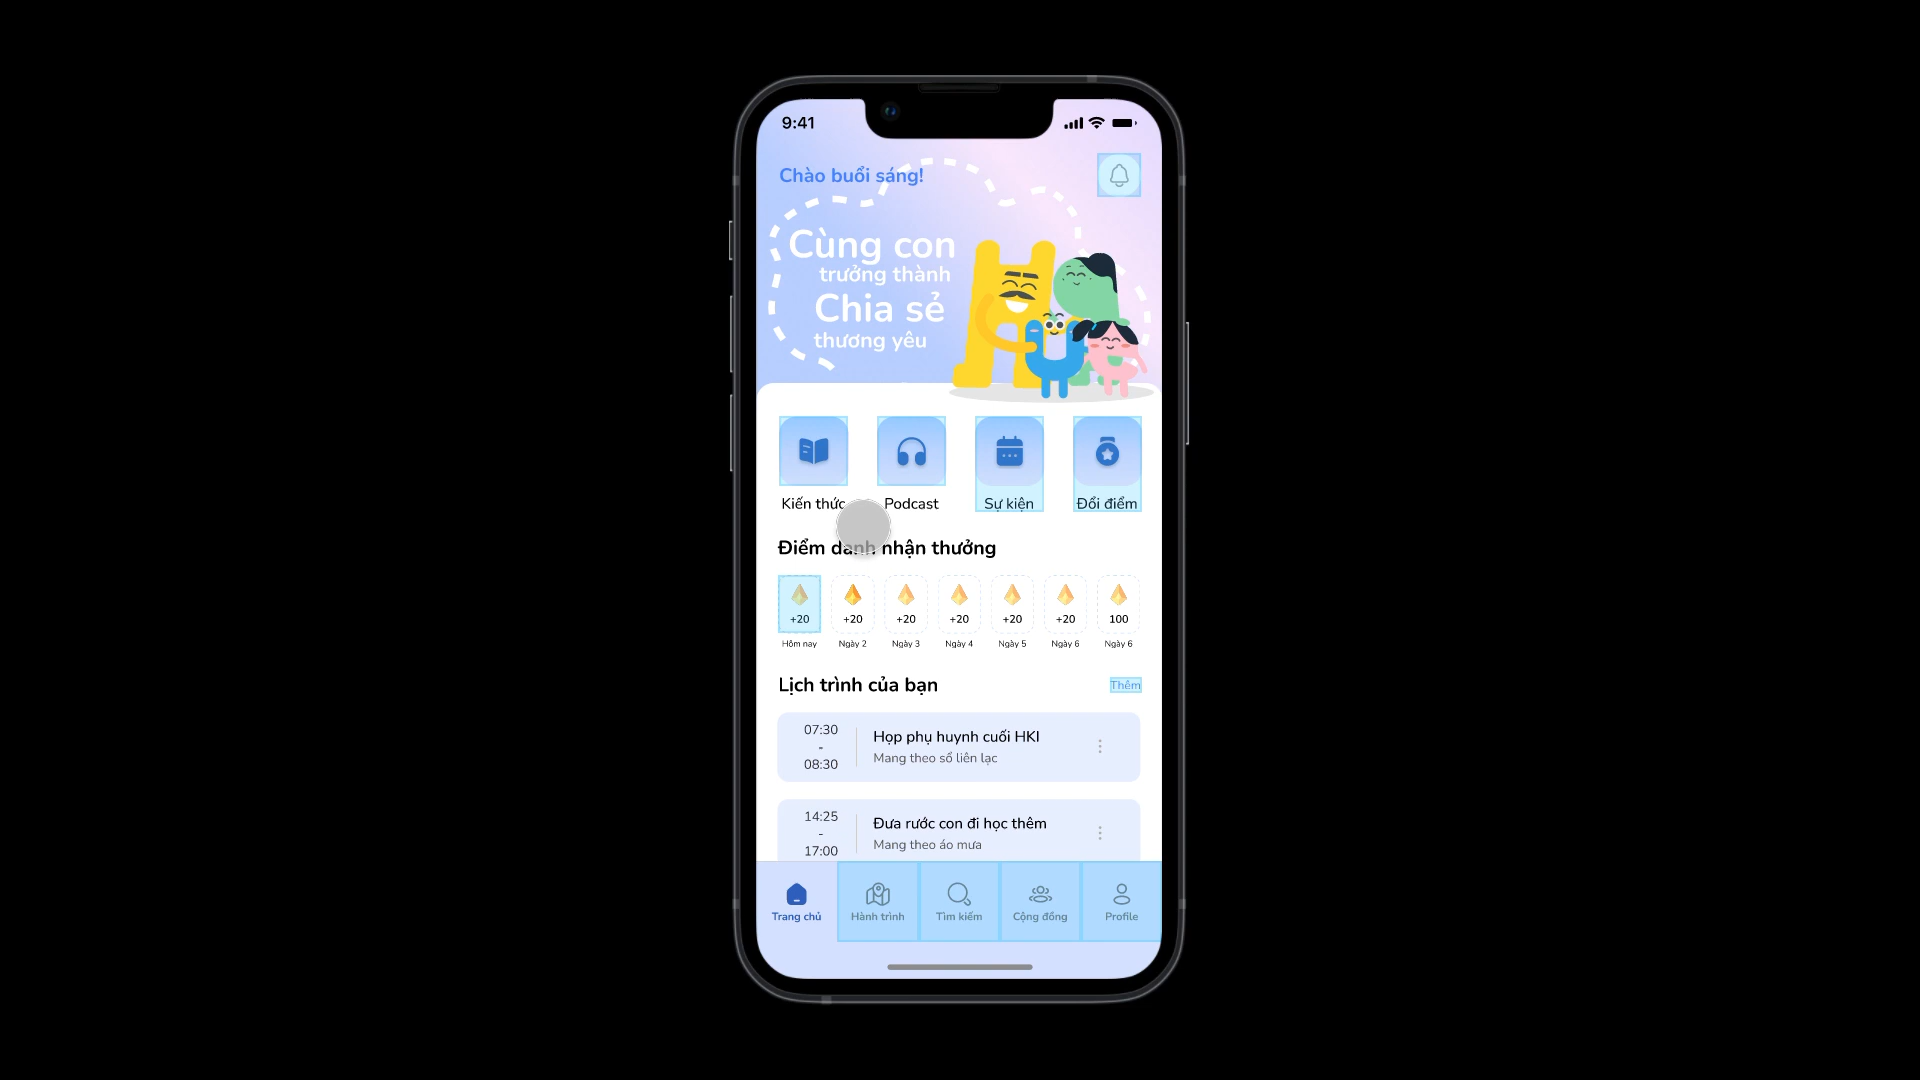 9:41
Chào buổi sáng!
Cùng con
trưởng thành
Chia sẻ
thương yêu
Kiến thức Podcast Sự kiện Đổi điểm
Điểm danh nhận thưởng
+20 +20 +20 +20 +20 +20 100
Hôm nay Ngày 2 Ngày 3 Ngày 4 Ngày 5 Ngày 6 Ngày 6
Lịch trình của bạn Thêm
07:30
-
08:30
Họp phụ huynh cuối HKI
Mang theo sổ liên lạc
14:25
-
17:00
Đưa rước con đi học thêm
Mang theo áo mưa
Trang chủ Hành trình Tìm kiếm Cộng đồng Profile